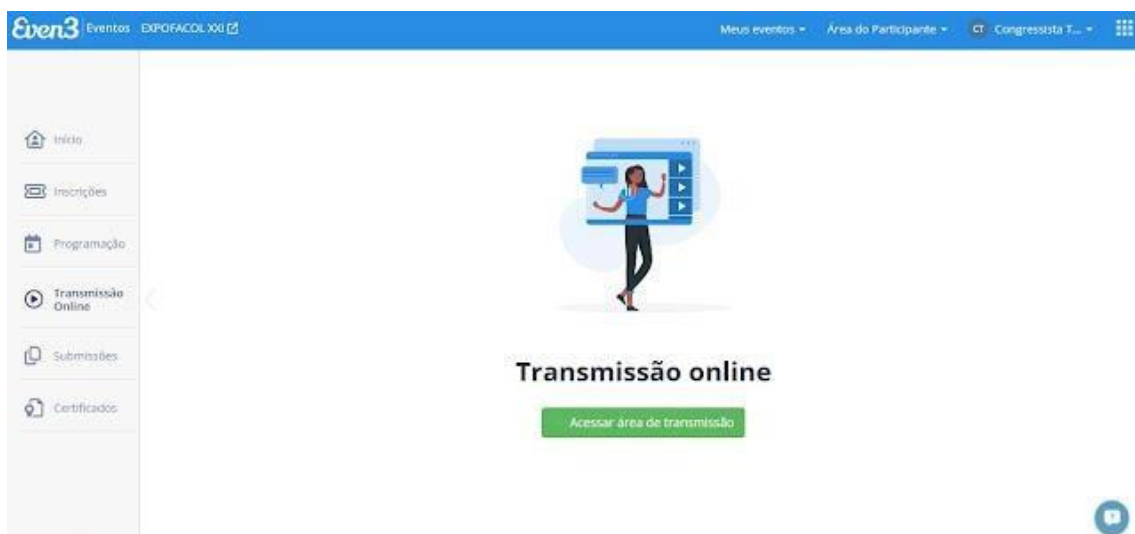 Even3 Eventos EXPOFACOL XXI Meus eventos Área do Participante CT Congressista T...
Início
Inscrições
Programação
Transmissão
Online
Submissões
Certificados
Transmissão online
Acessar área de transmissão